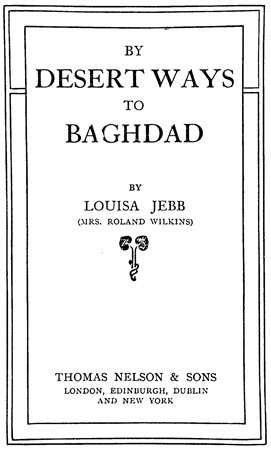 BY
DESERT WAYS
TO
BAGHDAD
BY
LOUISA JEBB
(MRS. ROLAND WILKINS)
THOMAS NELSON & SONS
LONDON, EDINBURGH, DUBLIN
AND NEW YORK